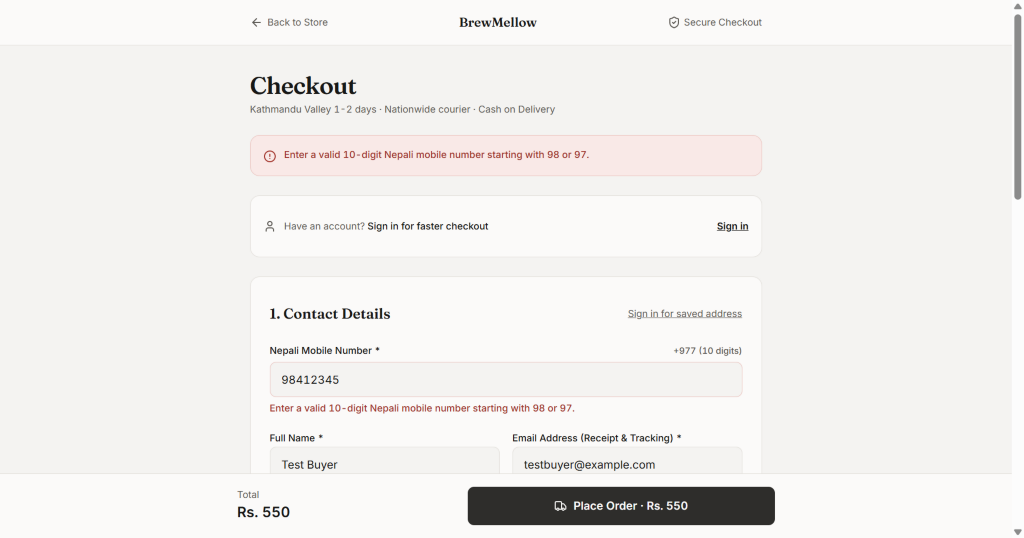 Back to Store
BrewMellow
Secure Checkout
Checkout
Kathmandu Valley 1-2 days · Nationwide courier · Cash on Delivery
Enter a valid 10-digit Nepali mobile number starting with 98 or 97.
Have an account? Sign in for faster checkout
Sign in
1. Contact Details
Sign in for saved address
Nepali Mobile Number *
+977 (10 digits)
98412345
Enter a valid 10-digit Nepali mobile number starting with 98 or 97.
Full Name *
Email Address (Receipt & Tracking) *
Test Buyer
testbuyer@example.com
Total
Rs. 550
Place Order · Rs. 550